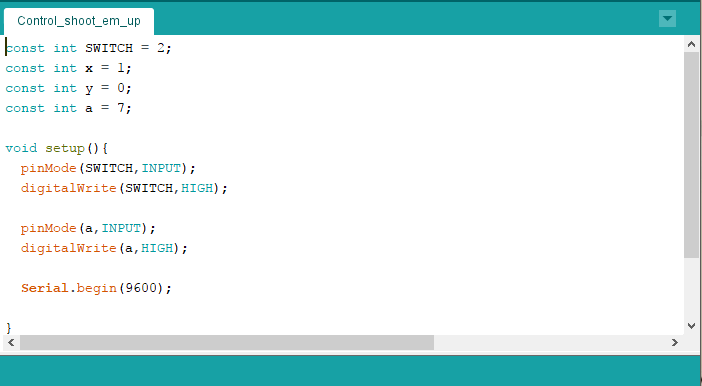 Control_shoot_em_up
const int SWITCH = 2;
const int x = 1;
const int y = 0;
const int a = 7;
void setup(){
pinMode(SWITCH,INPUT);
digitalWrite(SWITCH,HIGH);
pinMode(a,INPUT);
digitalWrite(a,HIGH);
Serial.begin(9600);
}